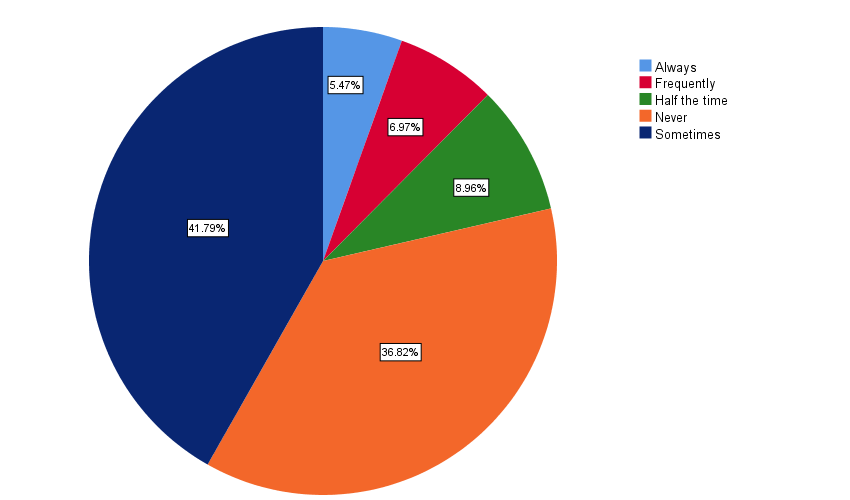 Always
Frequently
Half the time
Never
Sometimes
5.47%
6.97%
8.96%
41.79%
36.82%